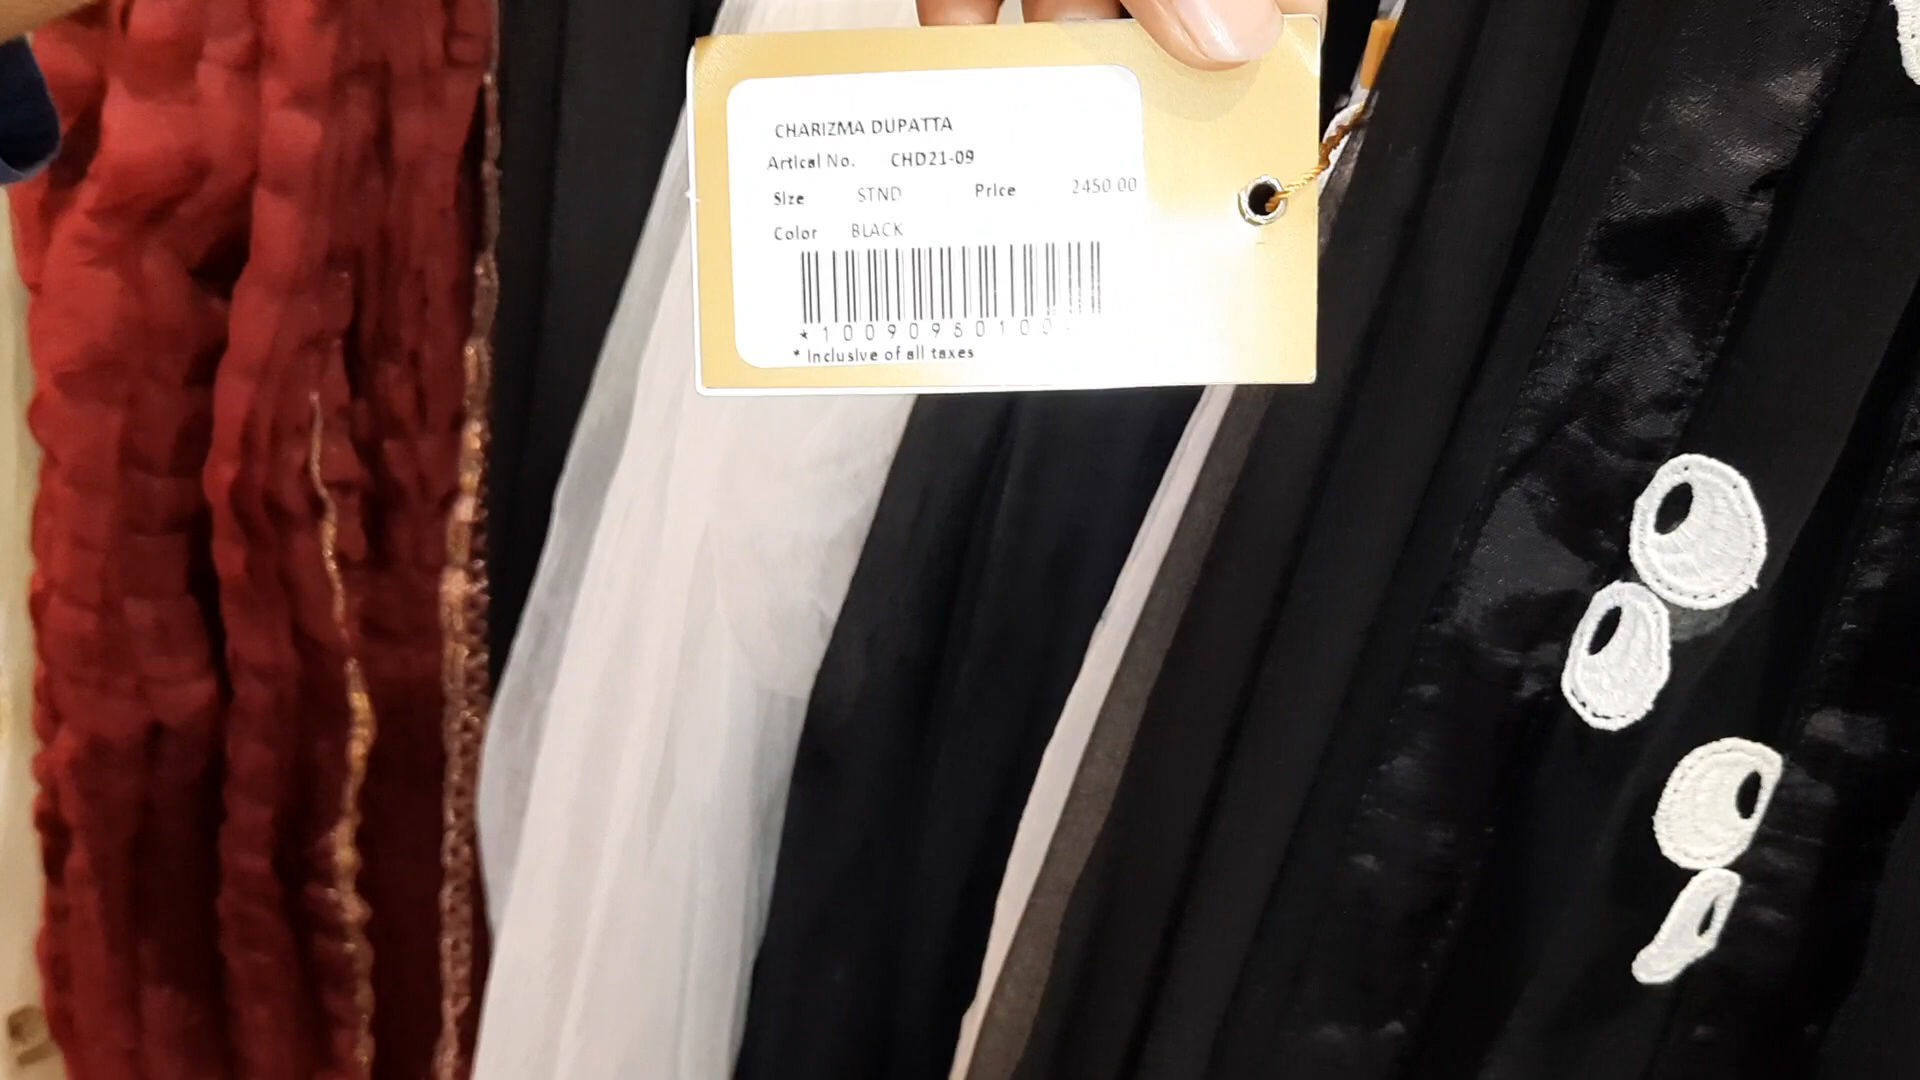 CHARIZMA DUPATTA
Artical No. CHD21-09
Size STND Price 2450.00
Color BLACK
* Inclusive of all taxes